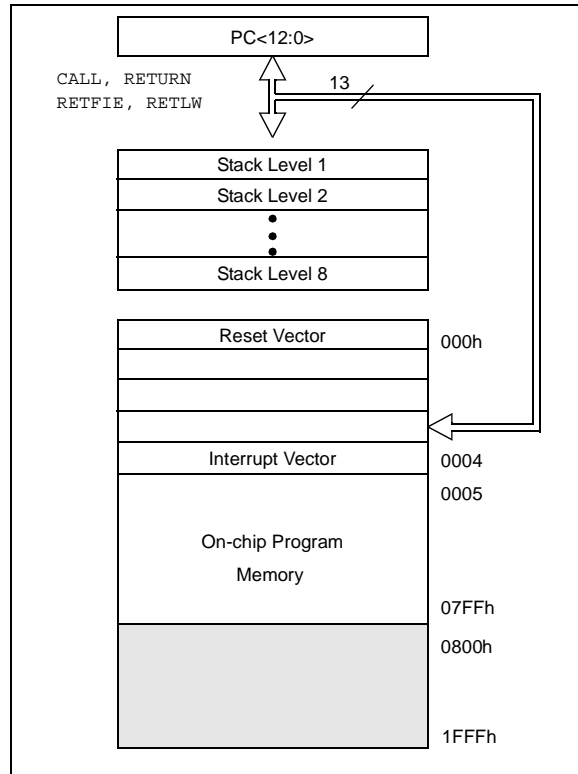 PC<12:0>
CALL, RETURN
RETFIE, RETLW
13
Stack Level 1
Stack Level 2
Stack Level 8
Reset Vector
000h
Interrupt Vector
0004
0005
On-chip Program
Memory
07FFh
0800h
1FFFh